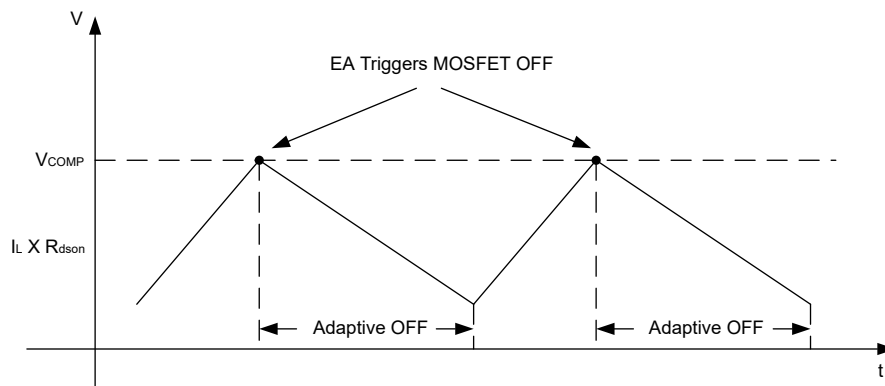 V
EA Triggers MOSFET OFF
VCOMP
IL X Rdson
Adaptive OFF
Adaptive OFF
t